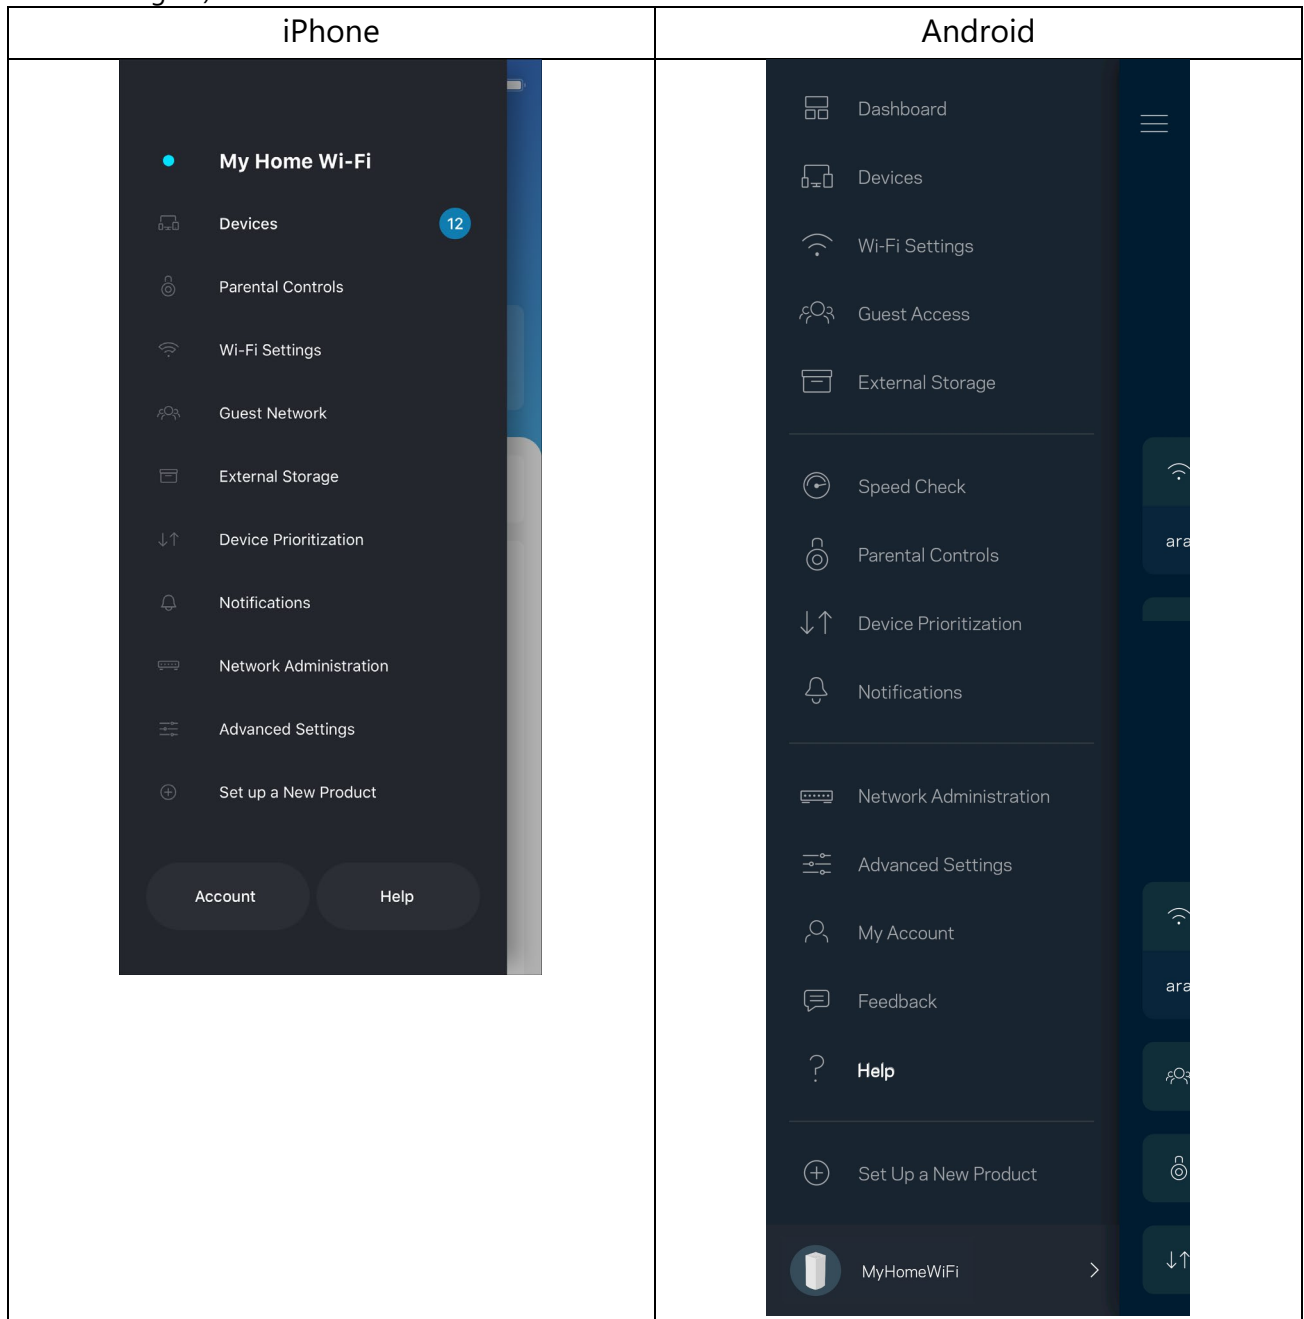 iPhone
Android
My Home Wi-Fi
Devices 12
Parental Controls
Wi-Fi Settings
Guest Network
External Storage
Device Prioritization
Notifications
Network Administration
Advanced Settings
Set up a New Product
Account Help
Dashboard
Devices
Wi-Fi Settings
Guest Access
External Storage
Speed Check
Parental Controls
Device Prioritization
Notifications
Network Administration
Advanced Settings
My Account
Feedback
Help
Set Up a New Product
MyHomeWiFi
ara
ara